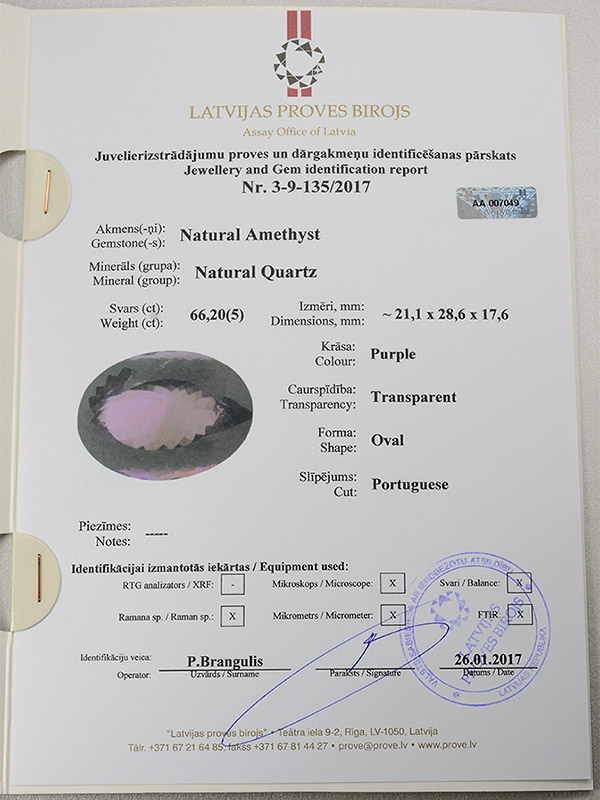 LATVIJAS PROVES BIROJS
Assay Office of Latvia
Juvelierizstrādājumu proves un dārgakmeņu identificēšanas pārskats
Jewellery and Gem identification report
Nr. 3-9-135/2017
AA 007049
Akmens(-ņi):
Gemstone(-s): Natural Amethyst
Minerāls (grupa):
Mineral (group): Natural Quartz
Svars (ct):
Weight (ct): 66,20(5)
Izmēri, mm:
Dimensions, mm: ~ 21,1 x 28,6 x 17,6
Krāsa:
Colour: Purple
Caurspīdība:
Transparency: Transparent
Forma:
Shape: Oval
Slīpējums:
Cut: Portuguese
Piezīmes:
Notes: -----
Identifikācijai izmantotās iekārtas / Equipment used:
RTG analizators / XRF: - Mikroskops / Microscope: X Svari / Balance: X
Ramana sp. / Raman sp.: X Mikrometrs / Micrometer: X FTIR: X
VALSTS SABIEDRĪBA AR IEROBEŽOTU ATBILDĪBU
LATVIJAS PROVES BIROJS
LATVIJAS REPUBLIKA
Identifikāciju veica: P.Brangulis 26.01.2017
Operator: Uzvārds / Surname Paraksts / Signature Datums / Date
"Latvijas proves birojs" • Teātra iela 9-2, Rīga, LV-1050, Latvija
Tālr. +371 67 21 64 85, fakss +371 67 81 44 27 • prove@prove.lv • www.prove.lv